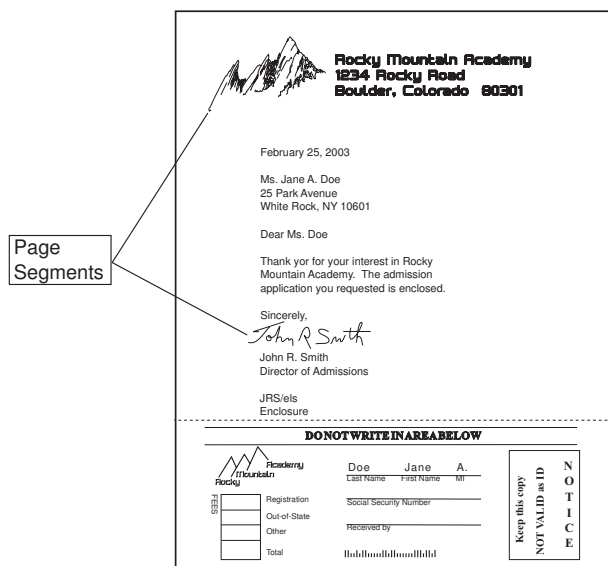 Rocky Mountain Academy
1234 Rocky Road
Boulder, Colorado 80301
February 25, 2003
Ms. Jane A. Doe
25 Park Avenue
White Rock, NY 10601
Dear Ms. Doe
Page
Segments
Thank yor for your interest in Rocky
Mountain Academy. The admission
application you requested is enclosed.
Sincerely,
John R Smith
John R. Smith
Director of Admissions
JRS/els
Enclosure
DO NOT WRITE IN AREA BELOW
Rocky
Mountain
Academy
FEES
Registration
Out-of-State
Other
Total
Doe Jane A.
Last Name First Name MI
Social Security Number
Received by
Keep this copy
NOT VALID as ID
NOTICE